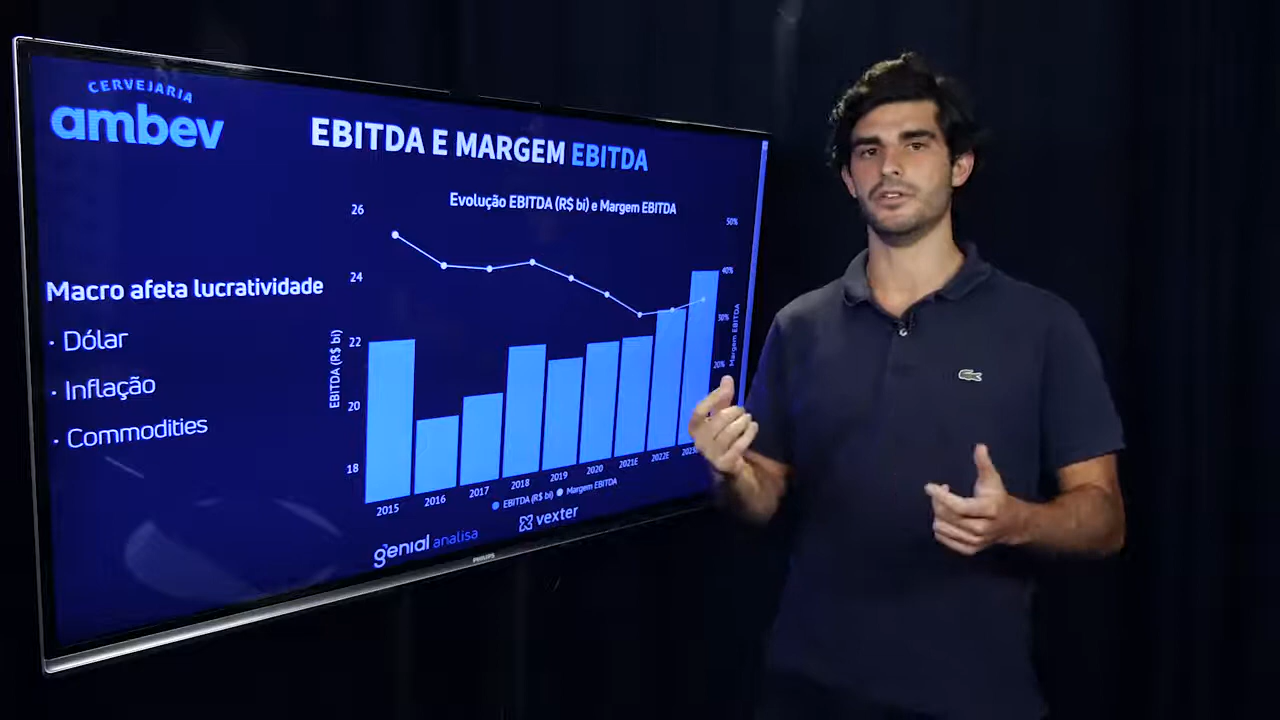 CERVEJARIA
ambev
EBITDA E MARGEM EBITDA
Evolução EBITDA (R$ bi) e Margem EBITDA
Macro afeta lucratividade
· Dólar
· Inflação
· Commodities
EBITDA (R$ bi)
26
24
22
20
18
50%
40%
30%
20%
Margem EBITDA
2015 2016 2017 2018 2019 2020 2021E 2022E
EBITDA (R$ bi) Margem EBITDA
genial analisa
vexter
PHILIPS